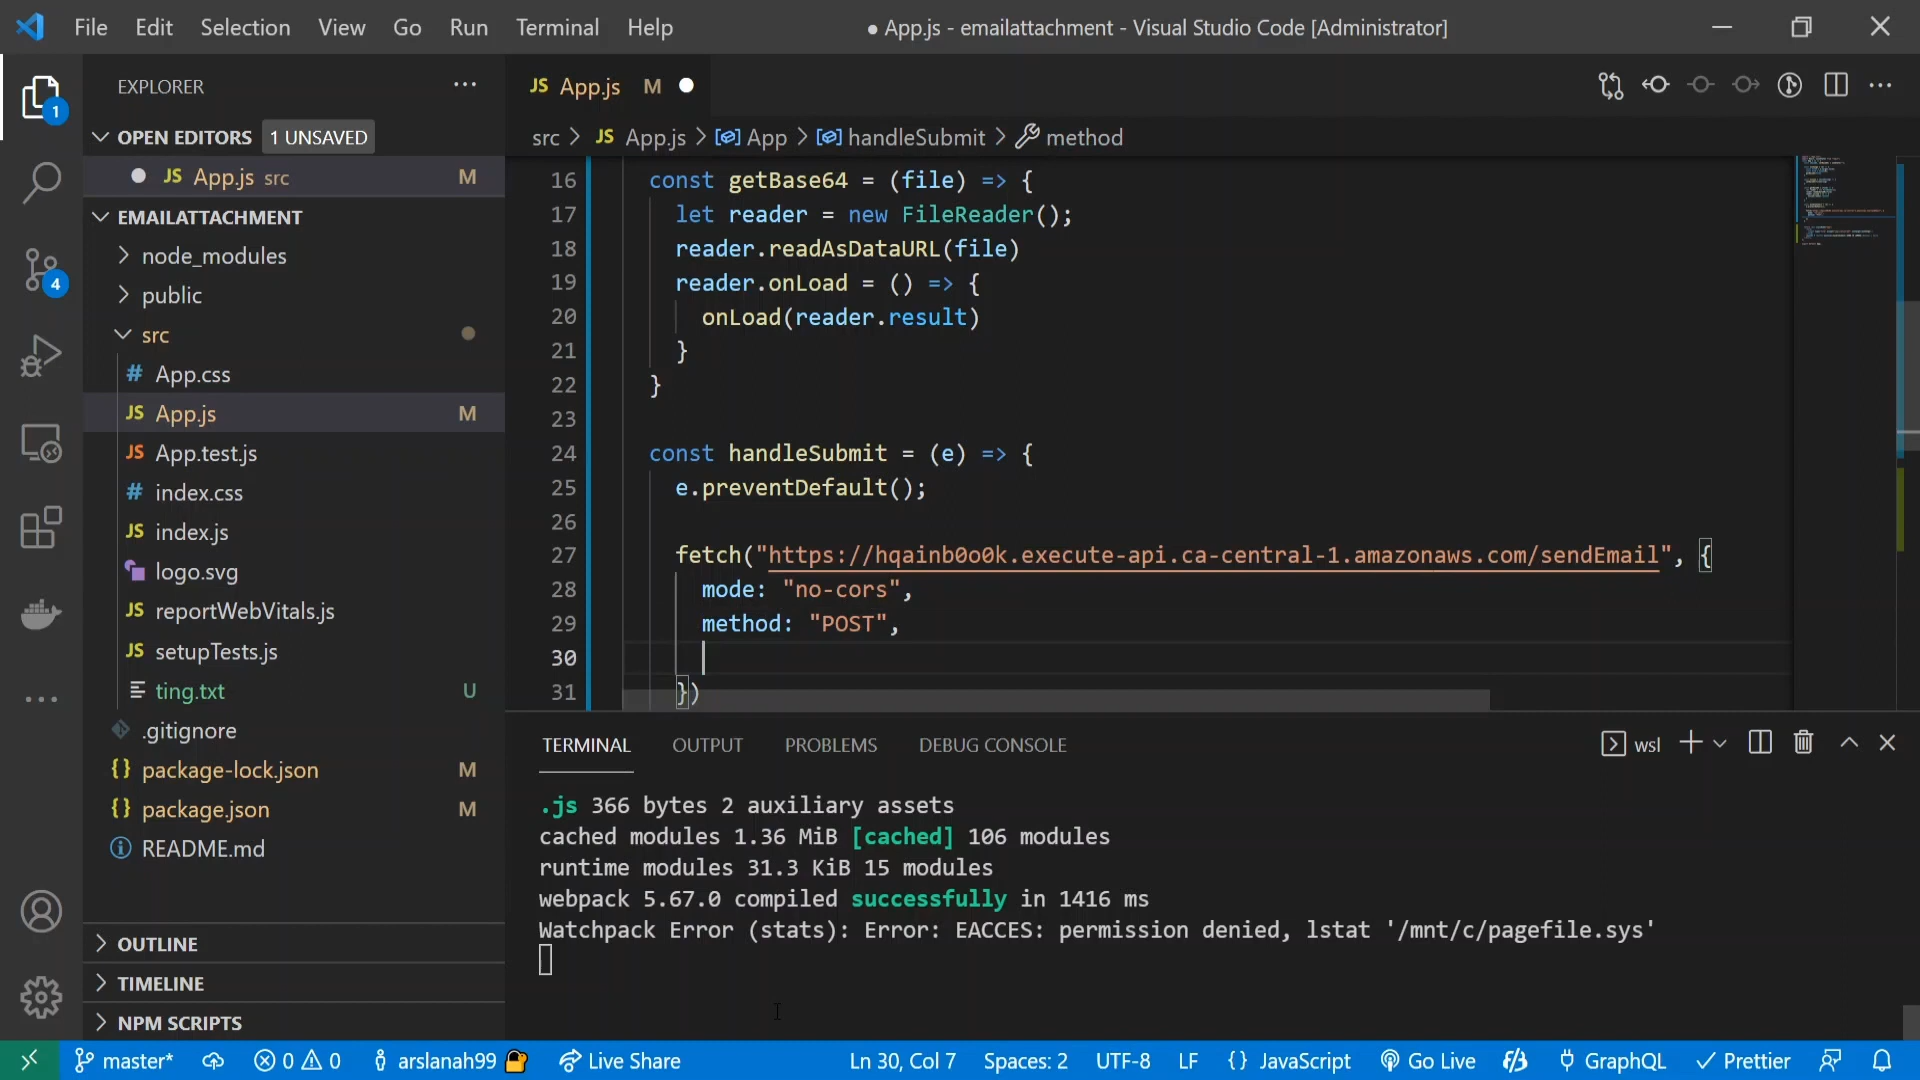 File Edit Selection View Go Run Terminal Help
● App.js - emailattachment - Visual Studio Code [Administrator]
EXPLORER
OPEN EDITORS 1 UNSAVED
JS App.js src M
EMAILATTACHMENT
node_modules
public
src
# App.css
JS App.js M
JS App.test.js
# index.css
JS index.js
logo.svg
JS reportWebVitals.js
JS setupTests.js
ting.txt U
.gitignore
{} package-lock.json M
{} package.json M
README.md
OUTLINE
TIMELINE
NPM SCRIPTS
1
4
JS App.js M
src > JS App.js > App > handleSubmit > method
16 const getBase64 = (file) => {
17 let reader = new FileReader();
18 reader.readAsDataURL(file)
19 reader.onLoad = () => {
20 onLoad(reader.result)
21 }
22 }
23
24 const handleSubmit = (e) => {
25 e.preventDefault();
26
27 fetch("https://hqainb0o0k.execute-api.ca-central-1.amazonaws.com/sendEmail", {
28 mode: "no-cors",
29 method: "POST",
30
31 })
TERMINAL OUTPUT PROBLEMS DEBUG CONSOLE
wsl
.js 366 bytes 2 auxiliary assets
cached modules 1.36 MiB [cached] 106 modules
runtime modules 31.3 KiB 15 modules
webpack 5.67.0 compiled successfully in 1416 ms
Watchpack Error (stats): Error: EACCES: permission denied, lstat '/mnt/c/pagefile.sys'
master* 0 0 arslanah99 Live Share
Ln 30, Col 7 Spaces: 2 UTF-8 LF {} JavaScript Go Live GraphQL Prettier